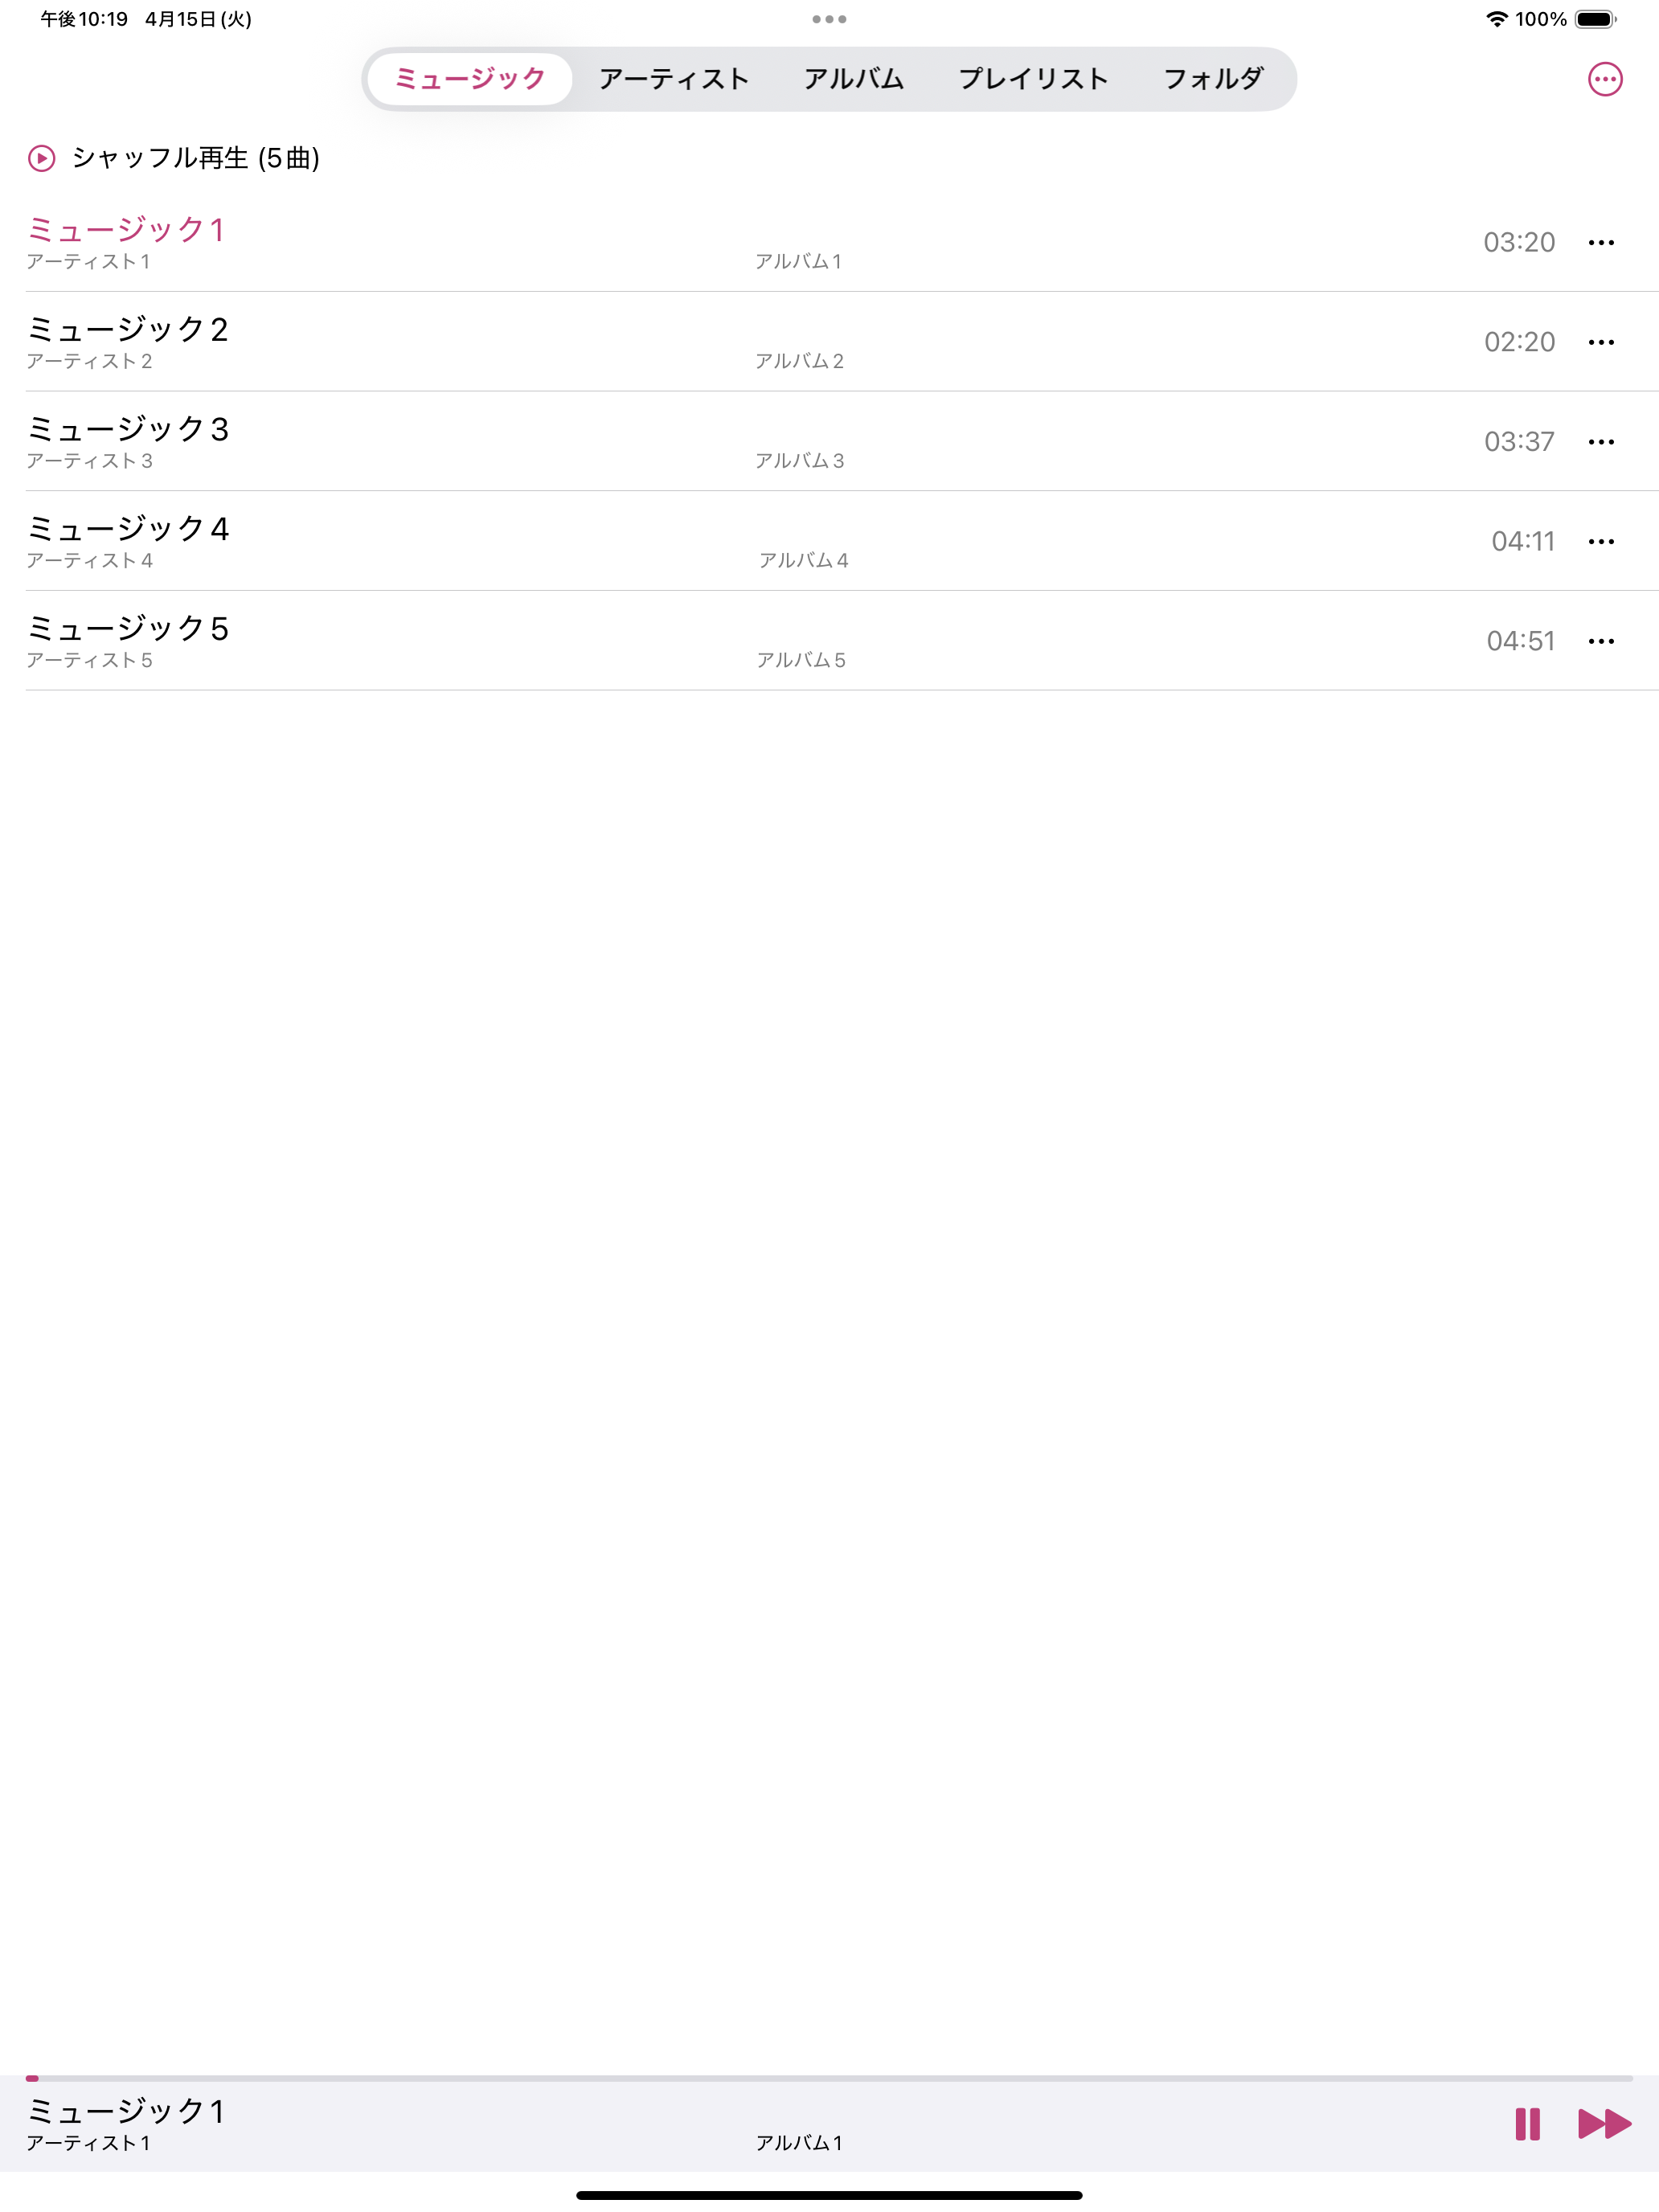 午後10:19 4月15日(火) 100%
ミュージック アーティスト アルバム プレイリスト フォルダ
シャッフル再生 (5曲)
ミュージック1
アーティスト1 アルバム1 03:20
ミュージック2
アーティスト2 アルバム2 02:20
ミュージック3
アーティスト3 アルバム3 03:37
ミュージック4
アーティスト4 アルバム4 04:11
ミュージック5
アーティスト5 アルバム5 04:51
ミュージック1
アーティスト1 アルバム1